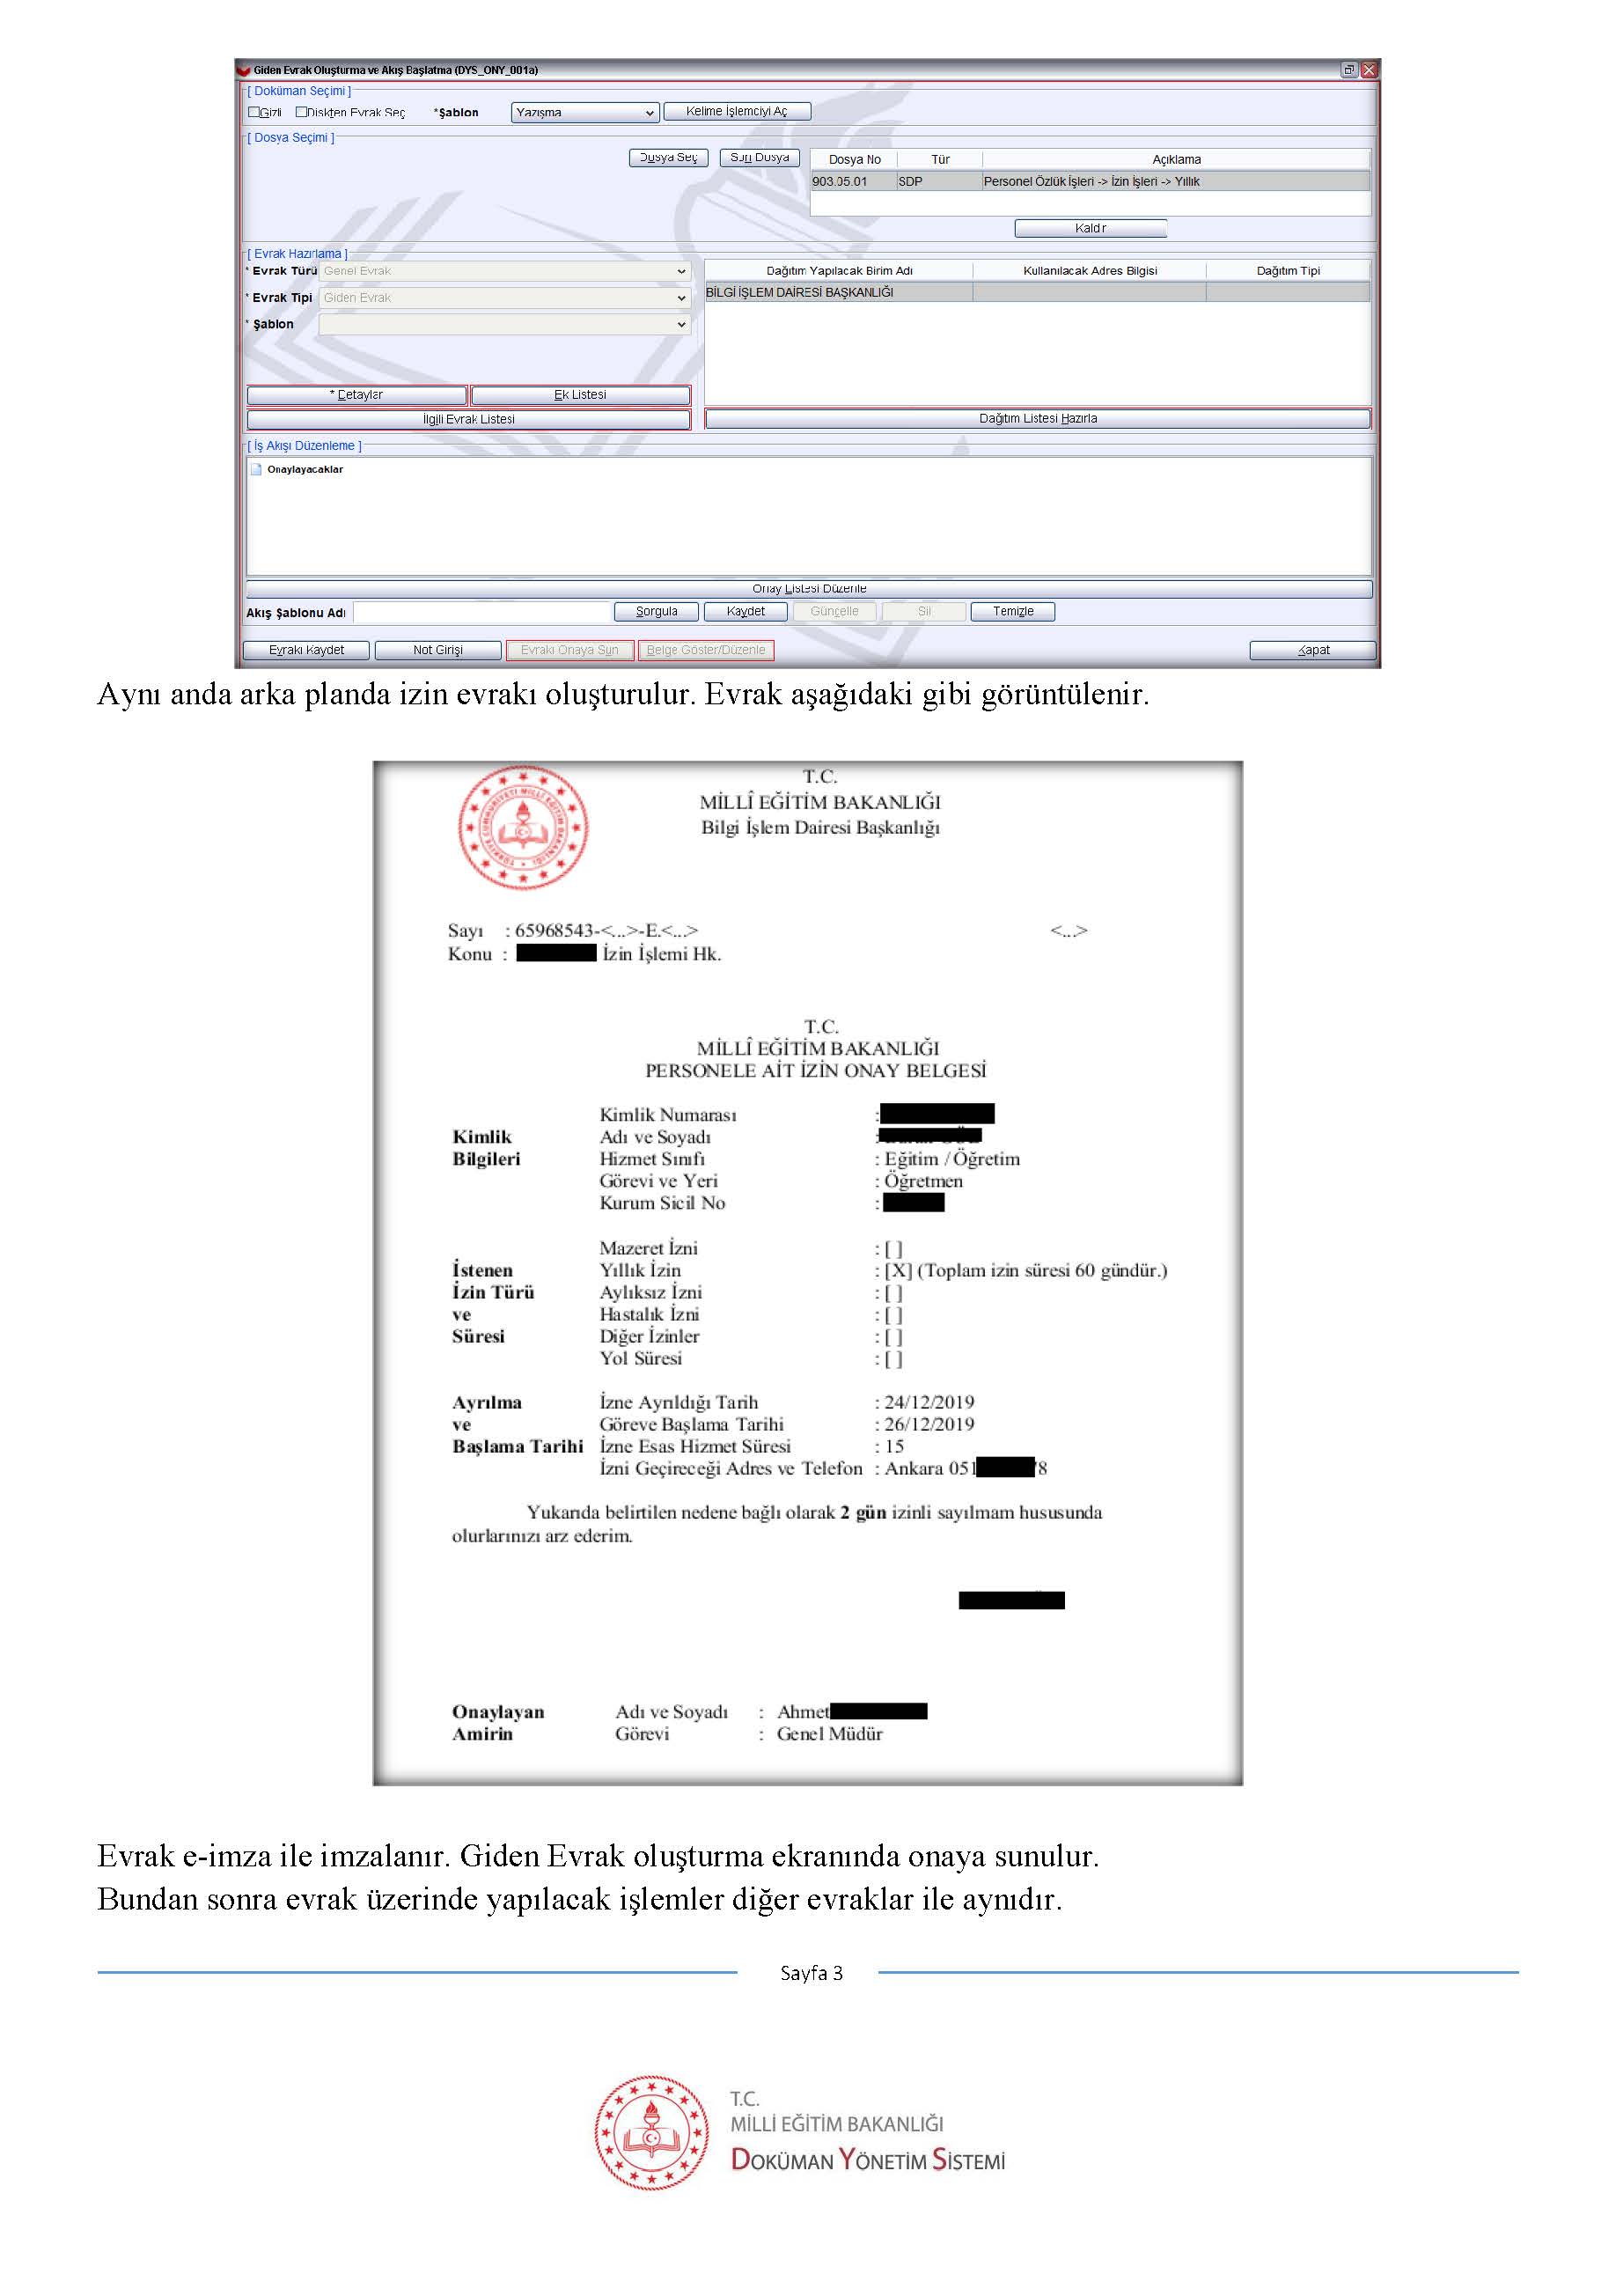 Giden Evrak Oluşturma ve Akış Başlatma (DYS_ONY_001a)
[ Doküman Seçimi ]
Gizli Diskten Evrak Seç *Şablon Yazışma Kelime İşlemciyi Aç
[ Dosya Seçimi ]
Dosya Seç Son Dosya Dosya No Tür Açıklama
903.05.01 SDP Personel Özlük İşleri -> İzin İşleri -> Yıllık
Kaldır
[ Evrak Hazırlama ]
* Evrak Türü Genel Evrak Dağıtım Yapılacak Birim Adı Kullanılacak Adres Bilgisi Dağıtım Tipi
* Evrak Tipi Giden Evrak BİLGİ İŞLEM DAİRESİ BAŞKANLIĞI
* Şablon
* Detaylar Ek Listesi
İlgili Evrak Listesi Dağıtım Listesi Hazırla
[ İş Akışı Düzenleme ]
Onaylayacaklar
Onay Listesi Düzenle
Akış Şablonu Adı Sorgula Kaydet Güncelle Sil Temizle
Evrakı Kaydet Not Girişi Evrakı Onaya Sun Belge Göster/Düzenle Kapat
Aynı anda arka planda izin evrakı oluşturulur. Evrak aşağıdaki gibi görüntülenir.
T.C.
MİLLÎ EĞİTİM BAKANLIĞI
Bilgi İşlem Dairesi Başkanlığı
Sayı : 65968543-<...>-E.<...> <...>
Konu : İzin İşlemi Hk.
T.C.
MİLLÎ EĞİTİM BAKANLIĞI
PERSONELE AİT İZİN ONAY BELGESİ
Kimlik Numarası :
Kimlik Adı ve Soyadı :
Bilgileri Hizmet Sınıfı : Eğitim / Öğretim
Görevi ve Yeri : Öğretmen
Kurum Sicil No :
Mazeret İzni : [ ]
İstenen Yıllık İzin : [X] (Toplam izin süresi 60 gündür.)
İzin Türü Aylıksız İzni : [ ]
ve Hastalık İzni : [ ]
Süresi Diğer İzinler : [ ]
Yol Süresi : [ ]
Ayrılma İzne Ayrıldığı Tarih : 24/12/2019
ve Göreve Başlama Tarihi : 26/12/2019
Başlama Tarihi İzne Esas Hizmet Süresi : 15
İzni Geçireceği Adres ve Telefon : Ankara 051 8
Yukarıda belirtilen nedene bağlı olarak 2 gün izinli sayılmam hususunda
olurlarınızı arz ederim.
Onaylayan Adı ve Soyadı : Ahmet
Amirin Görevi : Genel Müdür
Evrak e-imza ile imzalanır. Giden Evrak oluşturma ekranında onaya sunulur.
Bundan sonra evrak üzerinde yapılacak işlemler diğer evraklar ile aynıdır.
Sayfa 3
T.C.
MİLLİ EĞİTİM BAKANLIĞI
DOKÜMAN YÖNETİM SİSTEMİ